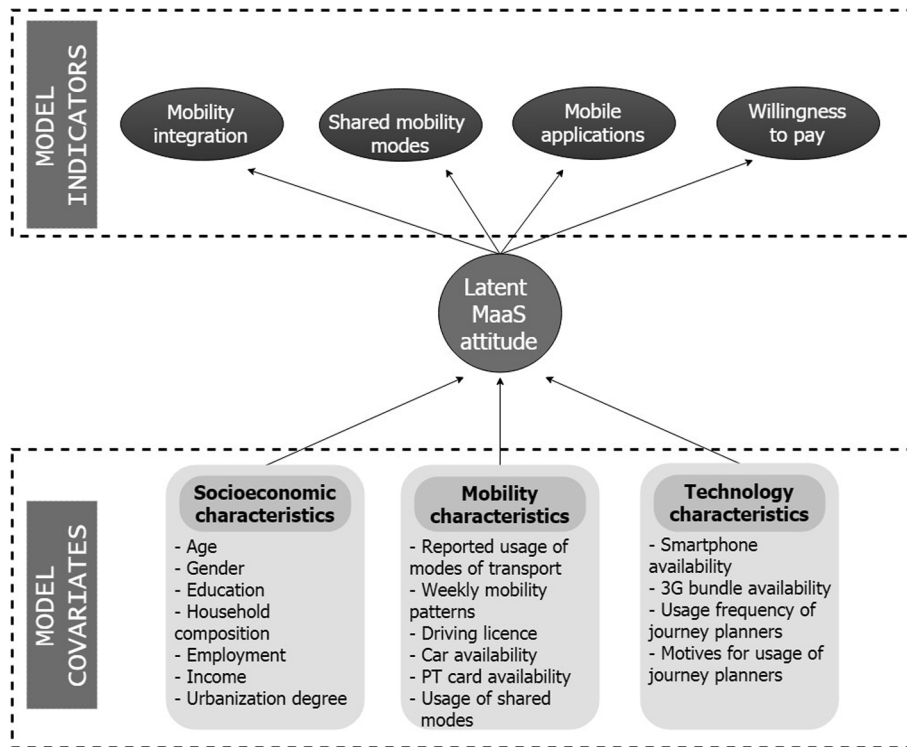 MODEL
INDICATORS
Mobility
integration
Shared mobility
modes
Mobile
applications
Willingness
to pay
Latent
MaaS
attitude
MODEL
COVARIATES
Socioeconomic
characteristics
- Age
- Gender
- Education
- Household
composition
- Employment
- Income
- Urbanization degree
Mobility
characteristics
- Reported usage of
modes of transport
- Weekly mobility
patterns
- Driving licence
- Car availability
- PT card availability
- Usage of shared
modes
Technology
characteristics
- Smartphone
availability
- 3G bundle availability
- Usage frequency of
journey planners
- Motives for usage of
journey planners